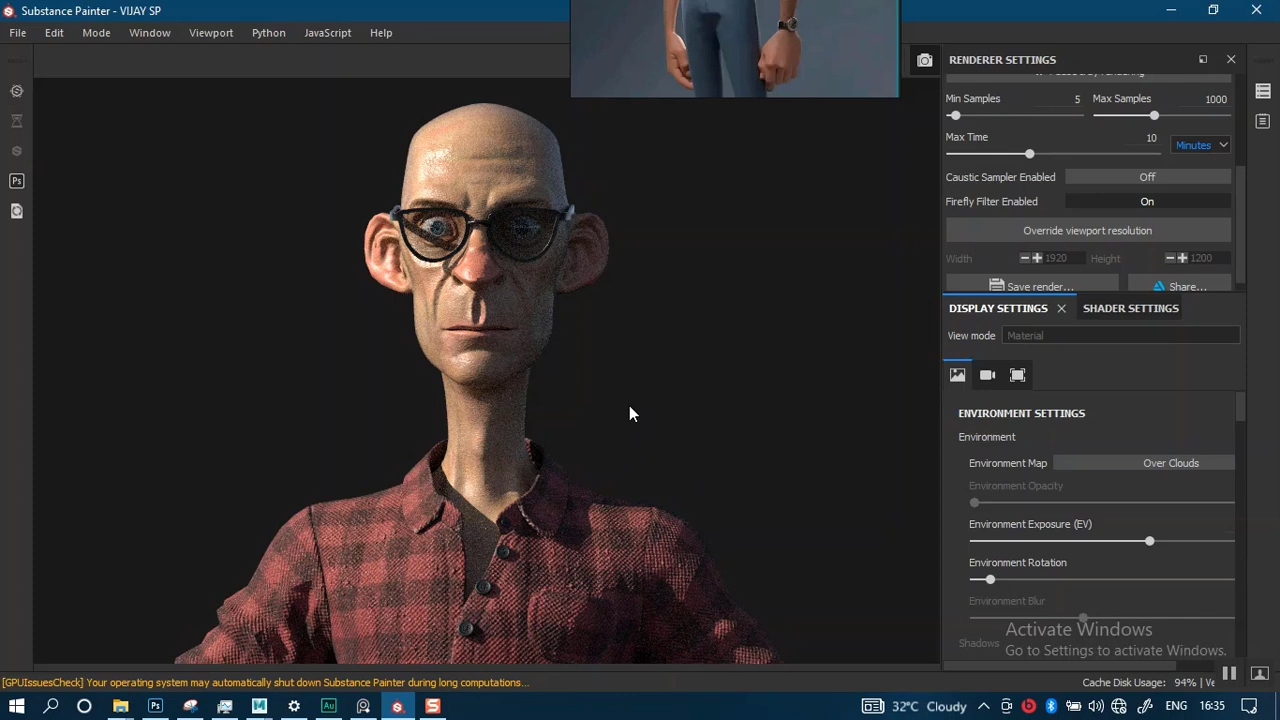 Substance Painter - VIJAY SP
File Edit Mode Window Viewport Python JavaScript Help
RENDERER SETTINGS
Min Samples 5 Max Samples 1000
Max Time 10 Minutes
Caustic Sampler Enabled Off
Firefly Filter Enabled On
Override viewport resolution
Width 1920 Height 1200
Save render... Share...
DISPLAY SETTINGS SHADER SETTINGS
View mode Material
ENVIRONMENT SETTINGS
Environment
Environment Map Over Clouds
Environment Opacity
Environment Exposure (EV)
Environment Rotation
Environment Blur
Shadows
Activate Windows
Go to Settings to activate Windows.
[GPUIssuesCheck] Your operating system may automatically shut down Substance Painter during long computations...
Cache Disk Usage: 94% | Ve
Ps
Ps Au S
32°C Cloudy ENG 16:35